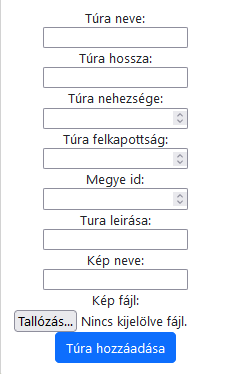 Túra neve:
Túra hossza:
Túra nehezsége:
Túra felkapottság:
Megye id:
Tura leirása:
Kép neve:
Kép fájl:
Tallózás... Nincs kijelölve fájl.
Túra hozzáadása